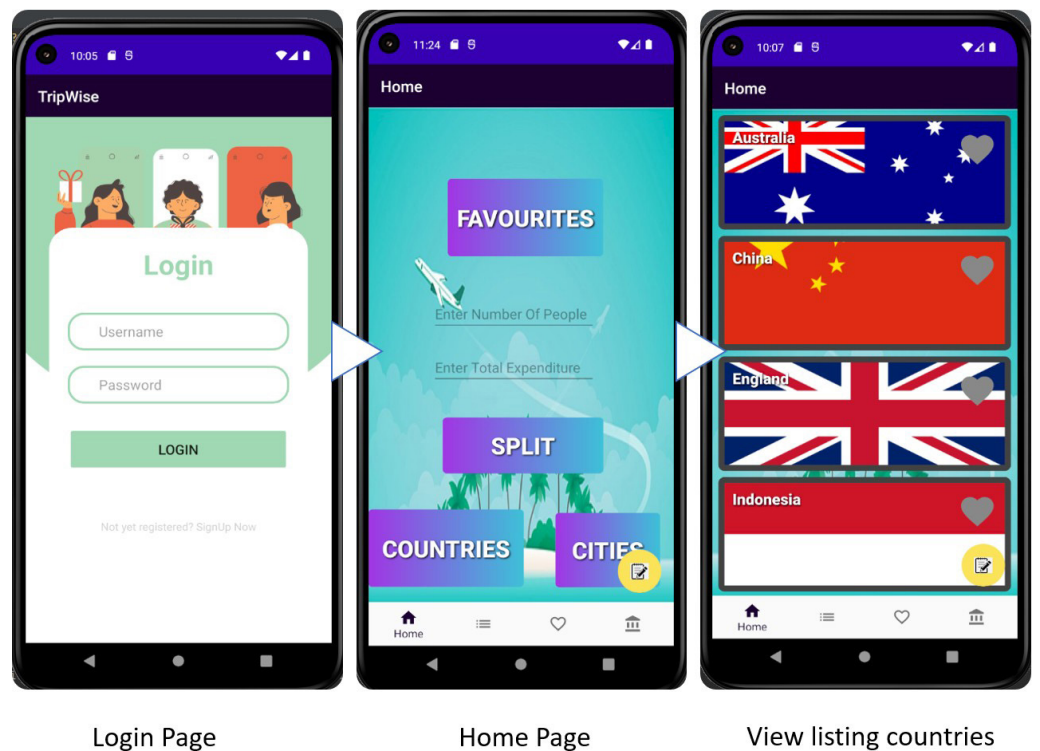 10:05
TripWise
Login
Username
Password
LOGIN
Not yet registered? SignUp Now
Login Page
11:24
Home
FAVOURITES
Enter Number Of People
Enter Total Expenditure
SPLIT
COUNTRIES
CITIES
Home
Home Page
10:07
Home
Australia
China
England
Indonesia
Home
View listing countries